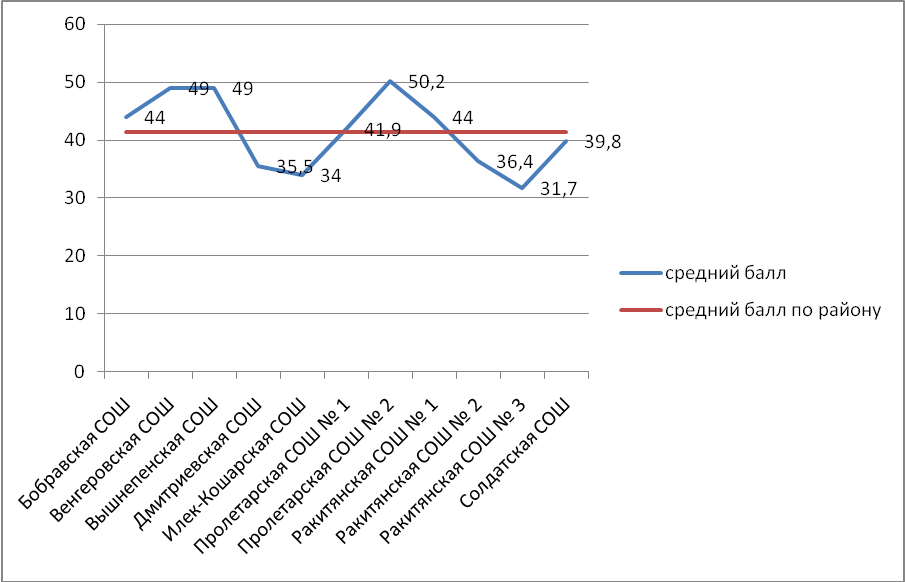 60
50
40
30
20
10
0
44
49
49
35,5
34
41,9
50,2
44
36,4
31,7
39,8
Бобравская СОШ
Венгеровская СОШ
Вышнепенская СОШ
Дмитриевская СОШ
Илек-Кошарская СОШ
Пролетарская СОШ № 1
Пролетарская СОШ № 2
Ракитянская СОШ № 1
Ракитянская СОШ № 2
Ракитянская СОШ № 3
Солдатская СОШ
средний балл
средний балл по району